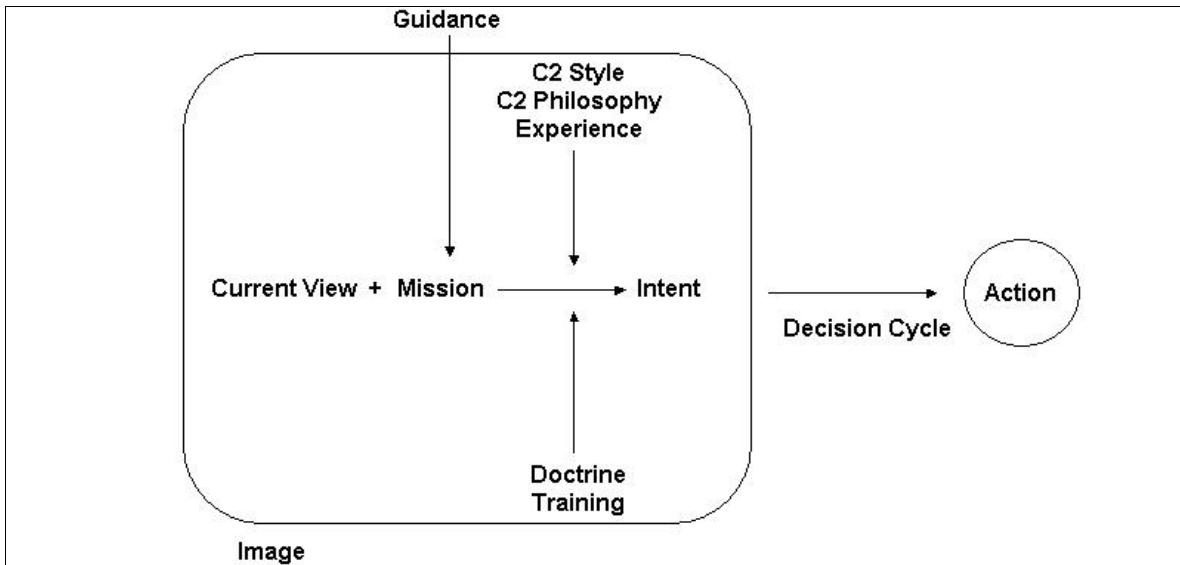 Guidance
C2 Style
C2 Philosophy
Experience
Current View + Mission
Intent
Action
Decision Cycle
Doctrine
Training
Image